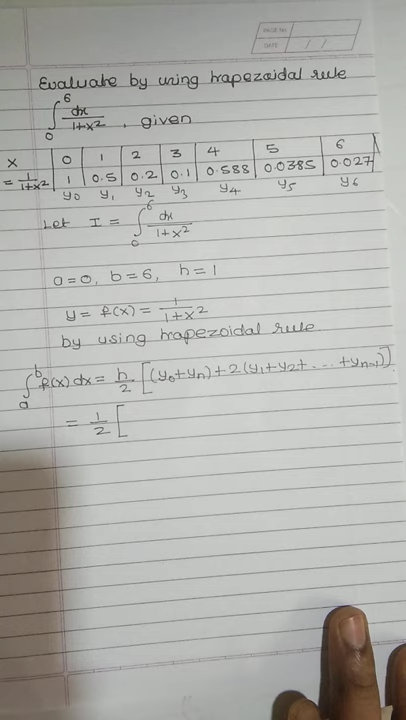 PAGE No
DATE / /
Evaluate by using trapezoidal rule
∫₀⁶ dx/(1+x²) , given
x 0 1 2 3 4 5 6
= 1/(1+x²) 1 0.5 0.2 0.1 0.588 0.0385 0.027
y₀ y₁ y₂ y₃ y₄ y₅ y₆
Let I = ∫₀⁶ dx/(1+x²)
a=0, b=6, h=1
y = f(x) = 1/(1+x²)
by using trapezoidal rule
∫ₐᵇ f(x) dx = h/2 [(y₀+yₙ)+2(y₁+y₂+ ... +yₙ₋₁)]
= 1/2 [